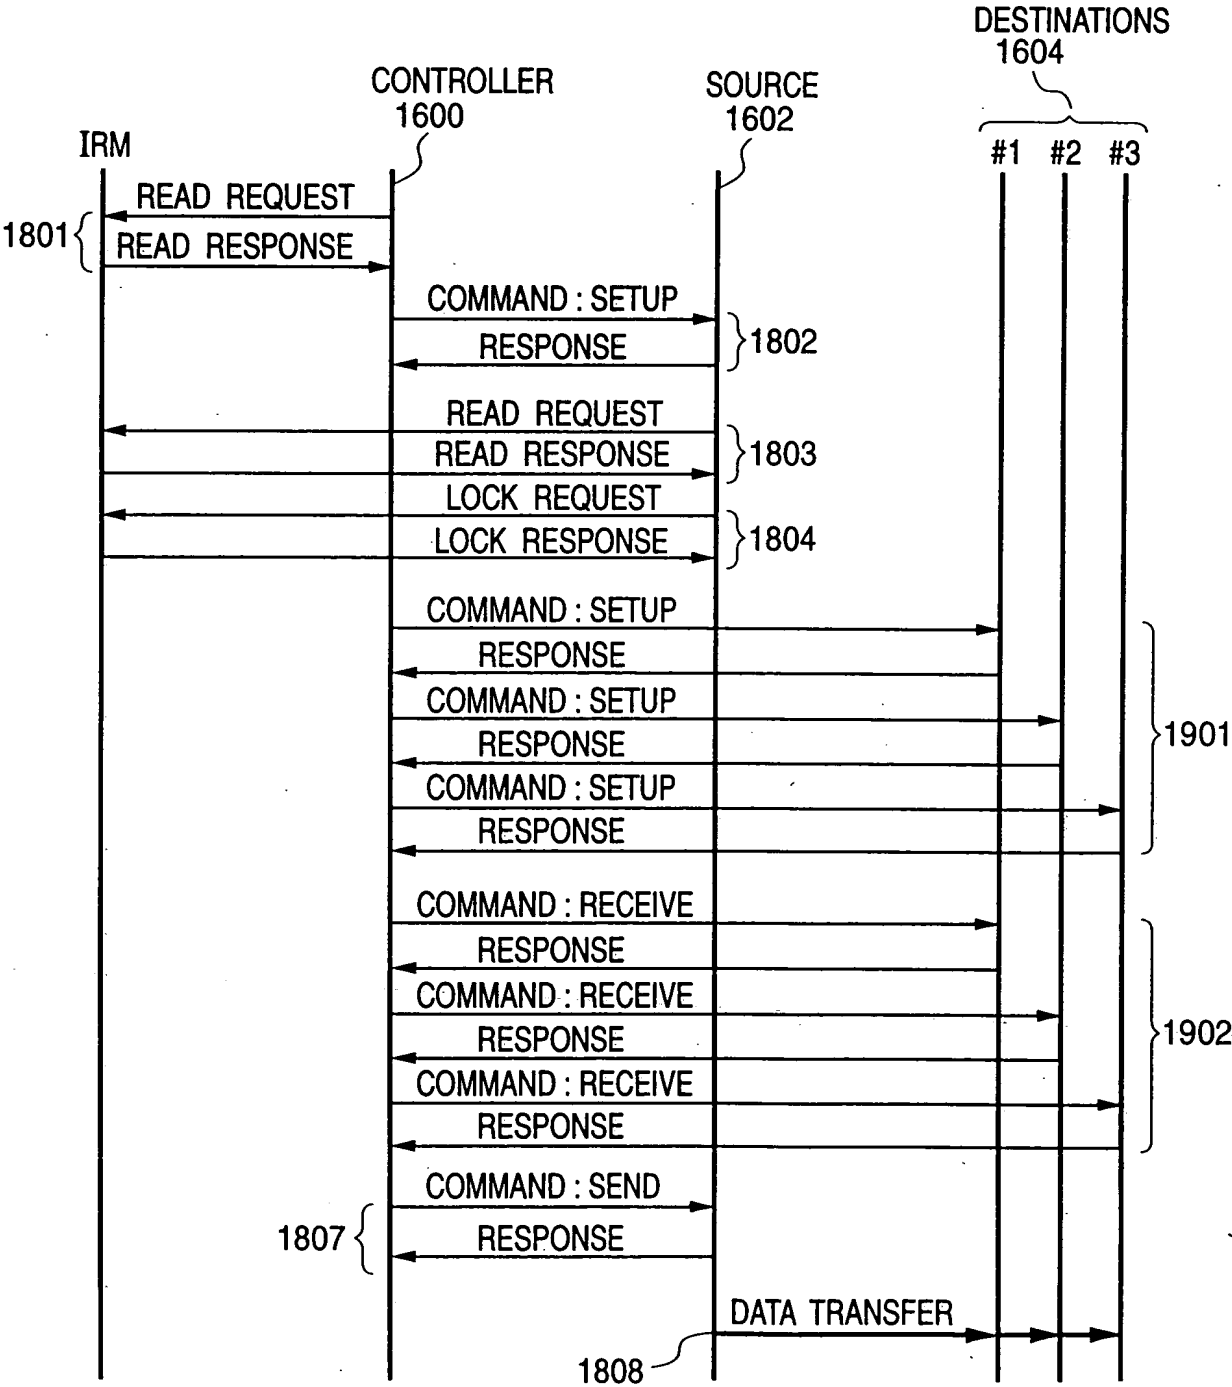 DESTINATIONS
1604
CONTROLLER
1600
SOURCE
1602
IRM
#1 #2 #3
READ REQUEST
1801
READ RESPONSE
COMMAND : SETUP
RESPONSE
1802
READ REQUEST
READ RESPONSE
1803
LOCK REQUEST
LOCK RESPONSE
1804
COMMAND : SETUP
RESPONSE
COMMAND : SETUP
1901
RESPONSE
COMMAND : SETUP
RESPONSE
COMMAND : RECEIVE
RESPONSE
COMMAND : RECEIVE
1902
RESPONSE
COMMAND : RECEIVE
RESPONSE
COMMAND : SEND
1807
RESPONSE
DATA TRANSFER
1808